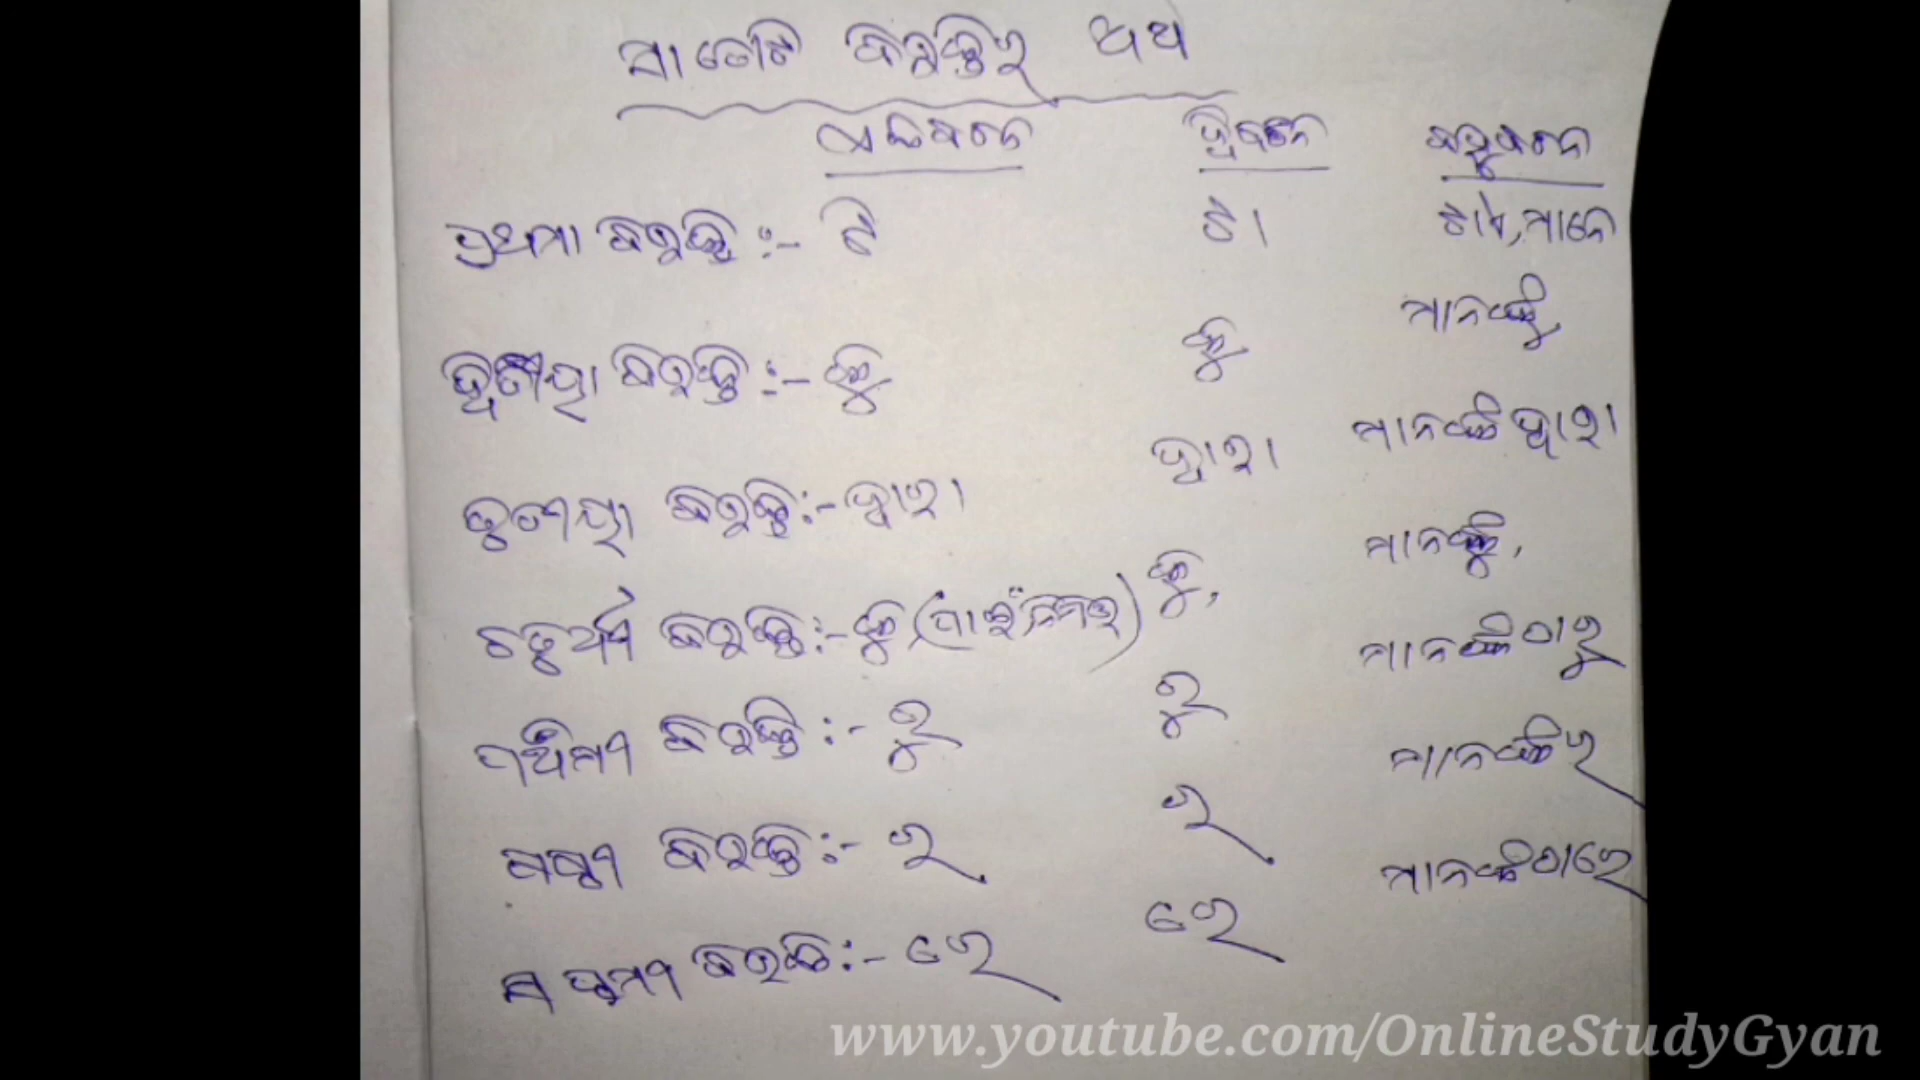 ସାତୋଟି ବିଭକ୍ତିର ଅର୍ଥ
ଏକବଚନେ ଦ୍ୱିବଚନେ ବହୁବଚନେ
ପ୍ରଥମା ବିଭକ୍ତି :- ଟି ଟା ଟାଏ, ମାନେ
ଦ୍ୱିତୀୟା ବିଭକ୍ତି :- କୁ କୁ ମାନଙ୍କୁ
ତୃତୀୟା ବିଭକ୍ତି:- ଦ୍ୱାରା ଦ୍ୱାରା ମାନଙ୍କ ଦ୍ୱାରା
ଚତୁର୍ଥୀ ବିଭକ୍ତି:- କୁ (ପାଇଁ, ନିମିତ୍ତ) କୁ, ମାନଙ୍କୁ,
ପଞ୍ଚମୀ ବିଭକ୍ତି :- ରୁ ରୁ ମାନଙ୍କଠାରୁ
ଷଷ୍ଠୀ ବିଭକ୍ତି:- ର ର ମାନଙ୍କର
ସପ୍ତମୀ ବିଭକ୍ତି:- ରେ ରେ ମାନଙ୍କଠାରେ
www.youtube.com/OnlineStudyGyan